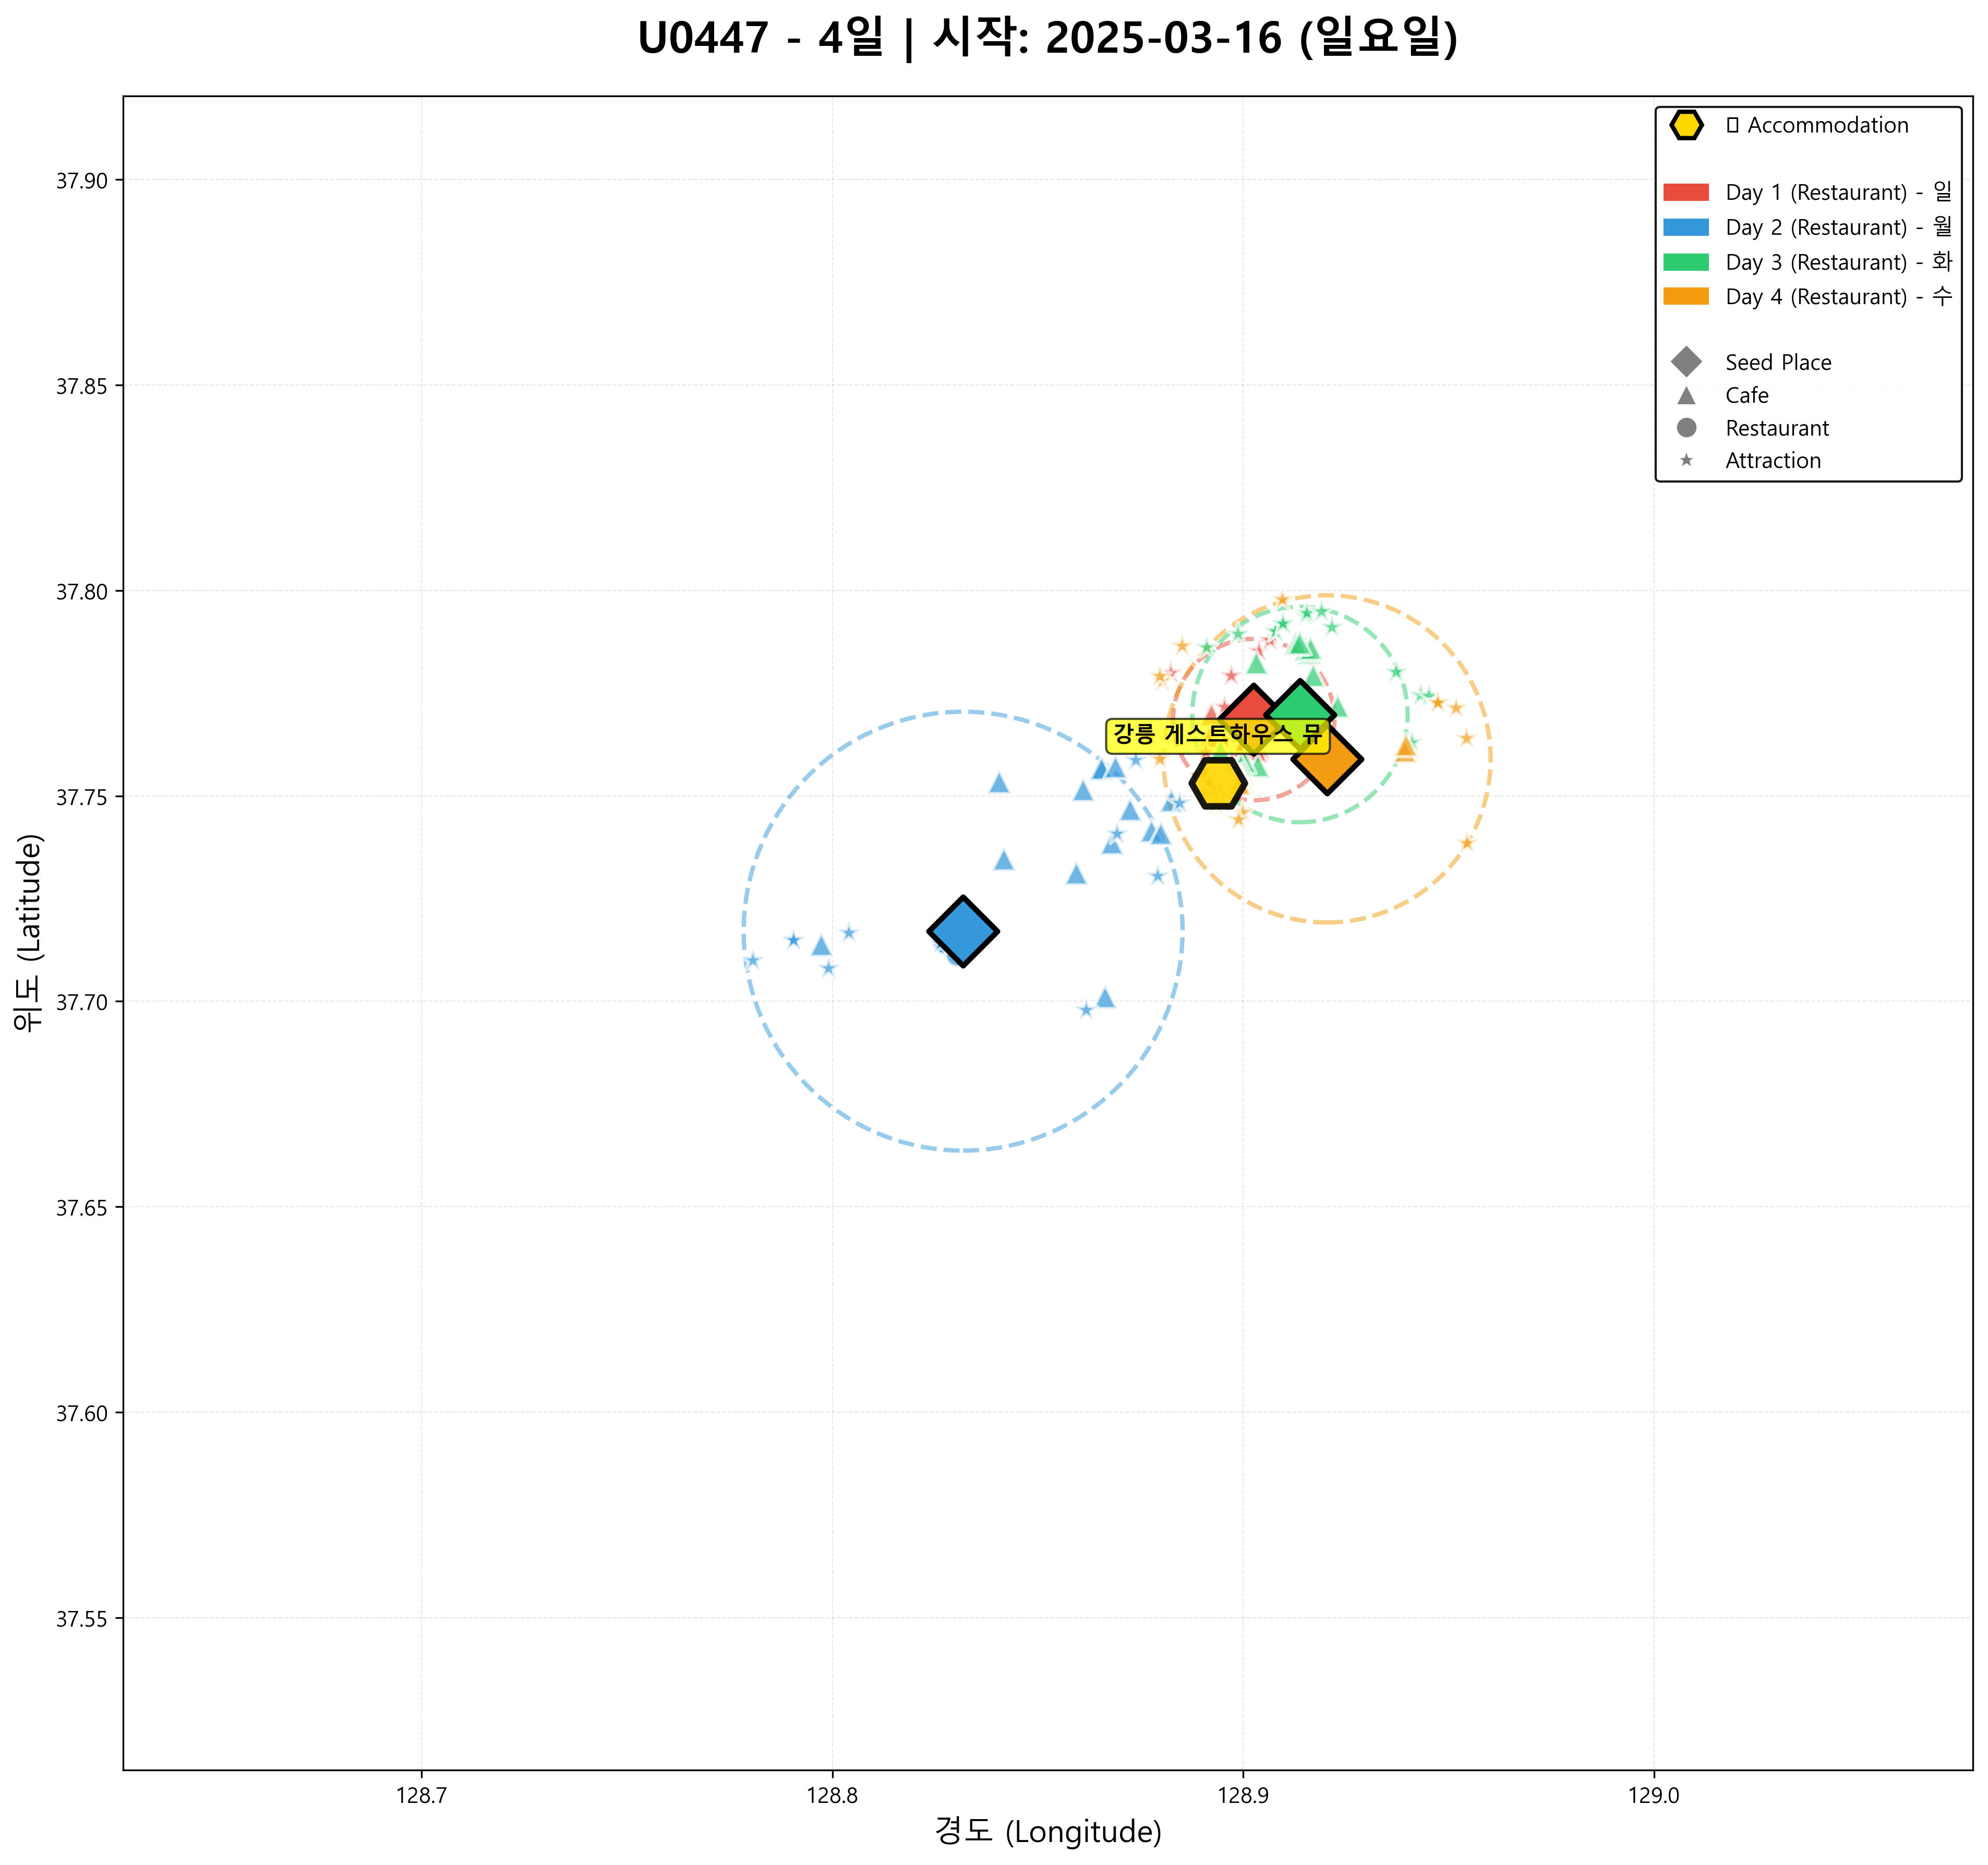 U0447 - 4일 | 시작: 2025-03-16 (일요일)
Accommodation
Day 1 (Restaurant) - 일
Day 2 (Restaurant) - 월
Day 3 (Restaurant) - 화
Day 4 (Restaurant) - 수
Seed Place
Cafe
Restaurant
Attraction
37.90
37.85
37.80
37.75
37.70
37.65
37.60
37.55
위도 (Latitude)
강릉 게스트하우스 뮤
128.7
128.8
128.9
129.0
경도 (Longitude)